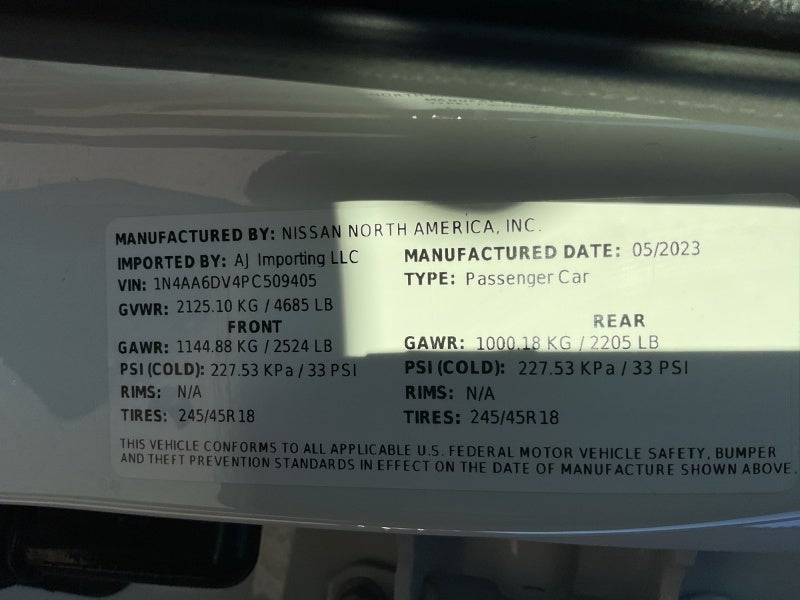 MANUFACTURED BY: NISSAN NORTH AMERICA, INC.
IMPORTED BY: AJ Importing LLC MANUFACTURED DATE: 05/2023
VIN: 1N4AA6DV4PC509405 TYPE: Passenger Car
GVWR: 2125.10 KG / 4685 LB
FRONT REAR
GAWR: 1144.88 KG / 2524 LB GAWR: 1000.18 KG / 2205 LB
PSI (COLD): 227.53 KPa / 33 PSI PSI (COLD): 227.53 KPa / 33 PSI
RIMS: N/A RIMS: N/A
TIRES: 245/45R18 TIRES: 245/45R18
THIS VEHICLE CONFORMS TO ALL APPLICABLE U.S. FEDERAL MOTOR VEHICLE SAFETY, BUMPER
AND THEFT PREVENTION STANDARDS IN EFFECT ON THE DATE OF MANUFACTURE SHOWN ABOVE.